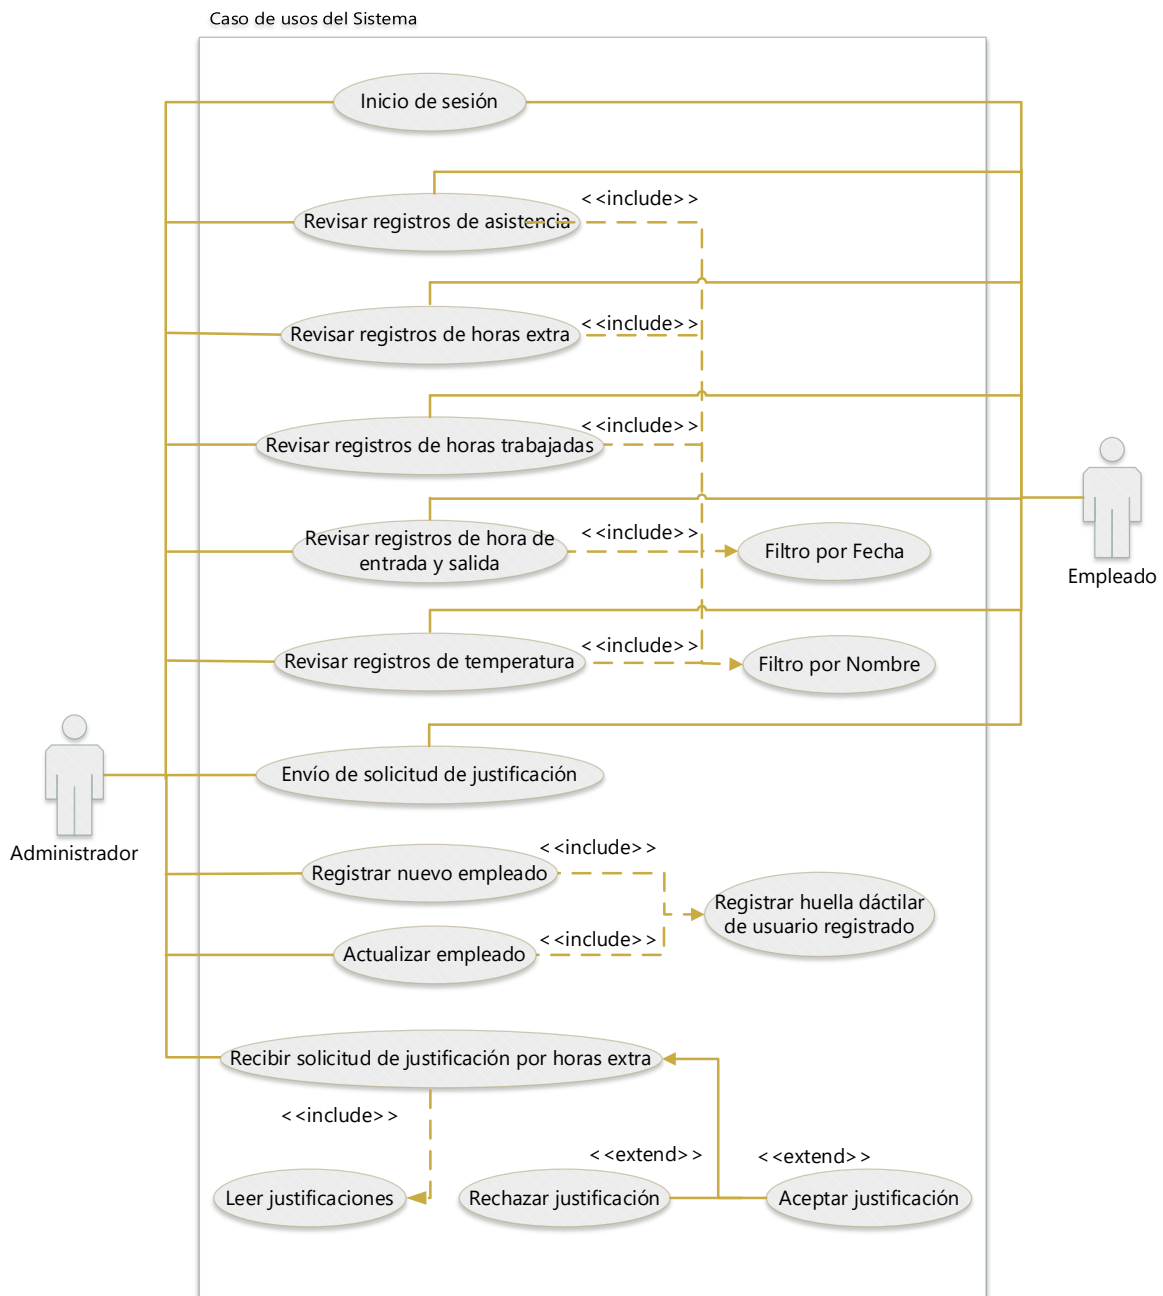 Caso de usos del Sistema
Inicio de sesión
<<include>>
Revisar registros de asistencia
<<include>>
Revisar registros de horas extra
<<include>>
Revisar registros de horas trabajadas
<<include>>
Revisar registros de hora de
entrada y salida
Filtro por Fecha
Empleado
<<include>>
Revisar registros de temperatura
Filtro por Nombre
Envío de solicitud de justificación
Administrador
<<include>>
Registrar nuevo empleado
Registrar huella dáctilar
de usuario registrado
<<include>>
Actualizar empleado
Recibir solicitud de justificación por horas extra
<<include>>
<<extend>>
<<extend>>
Leer justificaciones
Rechazar justificación
Aceptar justificación